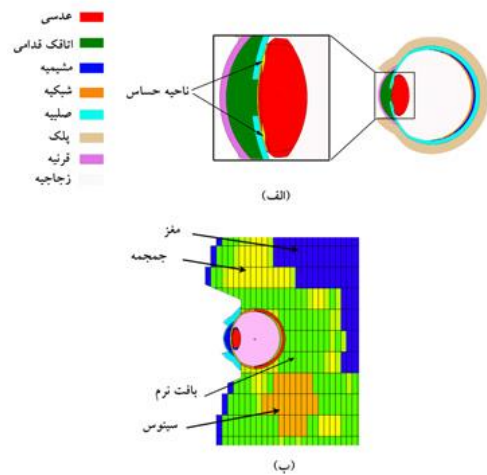 عدسی
اتاقک قدامی
مشیمیه
شبکیه
صلبیه
پلک
قرنیه
زجاجیه
ناحیه حساس
(الف)
مغز
جمجمه
بافت نرم
سینوس
(ب)